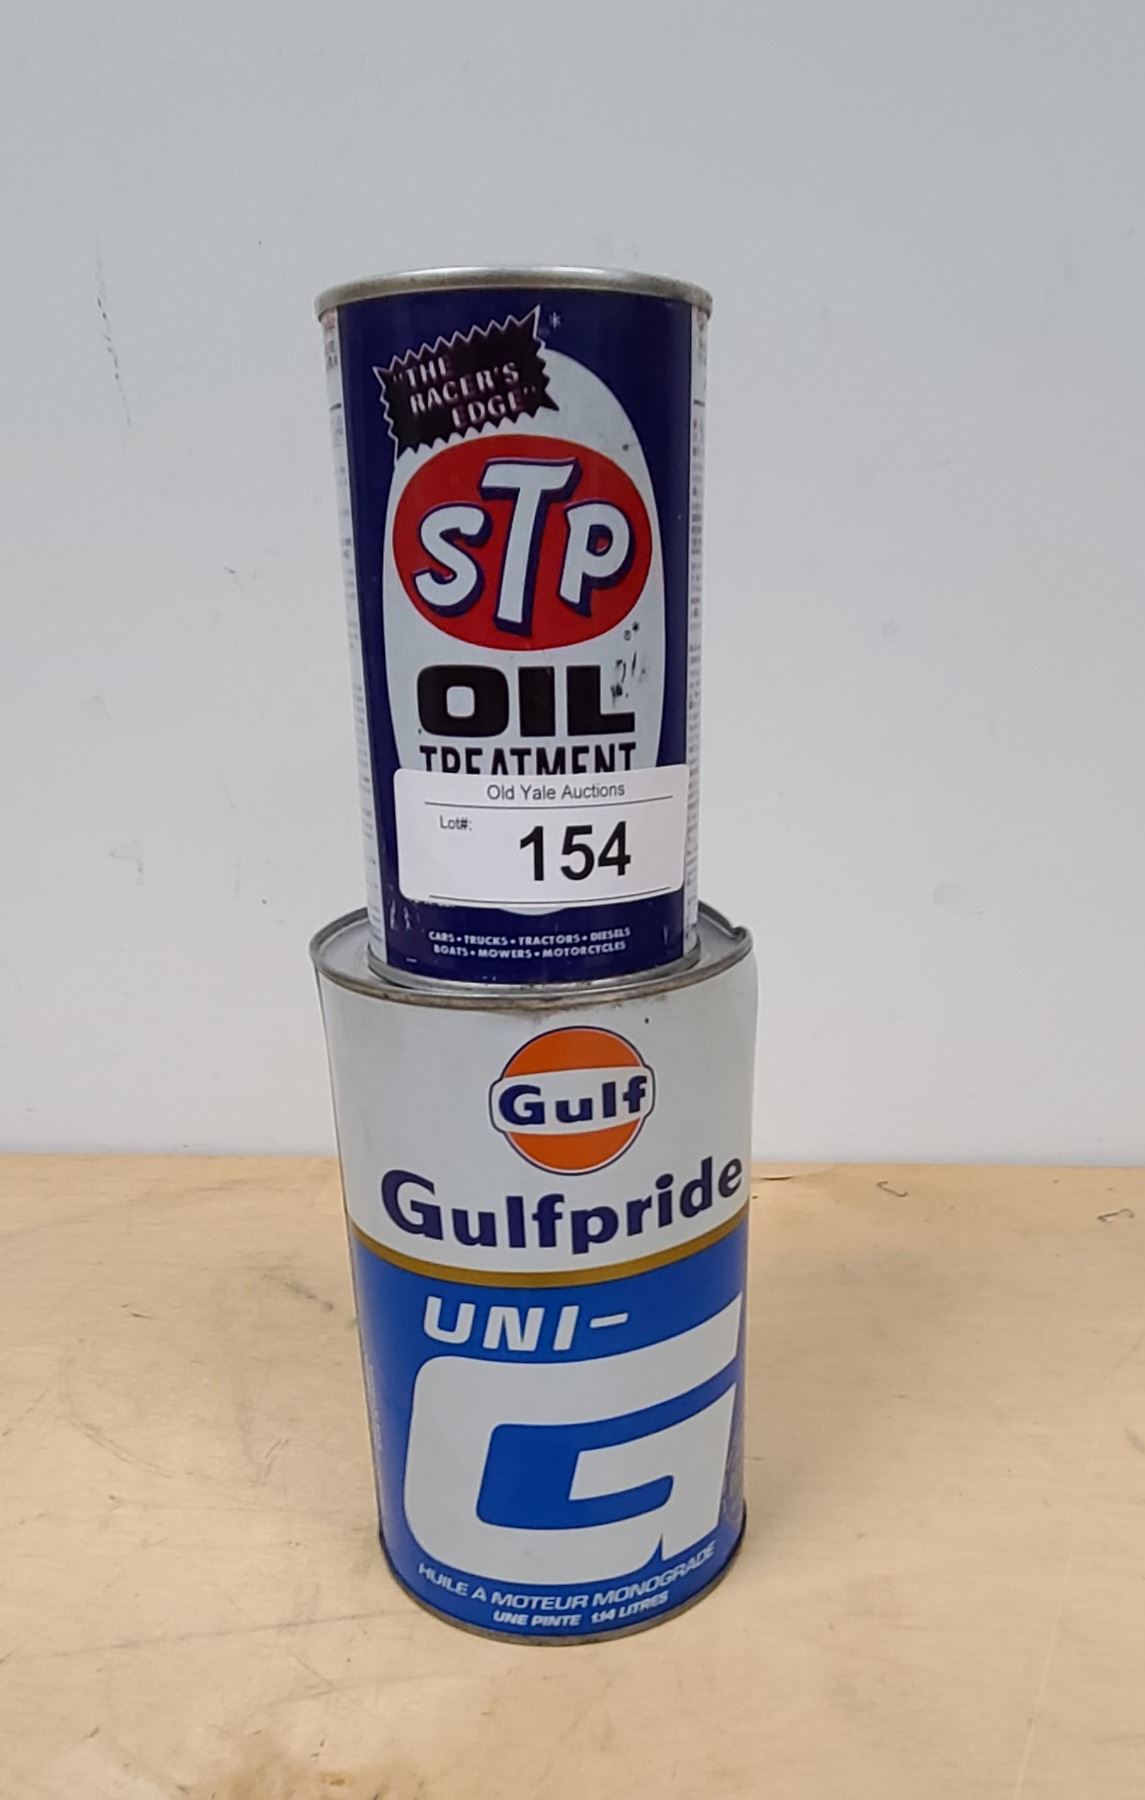 "THE
RACER'S
EDGE"*
STP
®*
OIL
TREATMENT
Old Yale Auctions
Lot#: 154
CARS • TRUCKS • TRACTORS • DIESELS
BOATS • MOWERS • MOTORCYCLES
Gulf
Gulfpride
UNI-
G
HUILE À MOTEUR MONOGRADE
UNE PINTE 1.14 LITRES